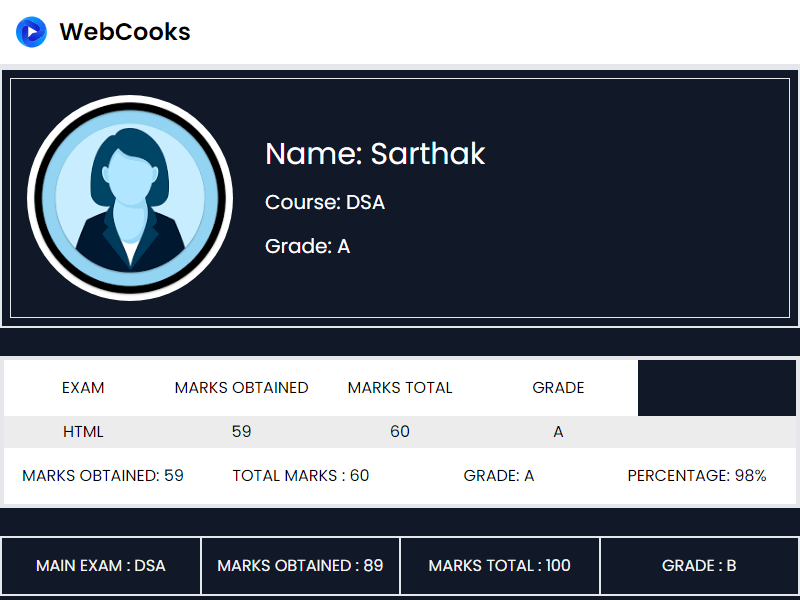 WebCooks
Name: Sarthak
Course: DSA
Grade: A
EXAM MARKS OBTAINED MARKS TOTAL GRADE
HTML 59 60 A
MARKS OBTAINED: 59 TOTAL MARKS : 60 GRADE: A PERCENTAGE: 98%
MAIN EXAM : DSA MARKS OBTAINED : 89 MARKS TOTAL : 100 GRADE : B